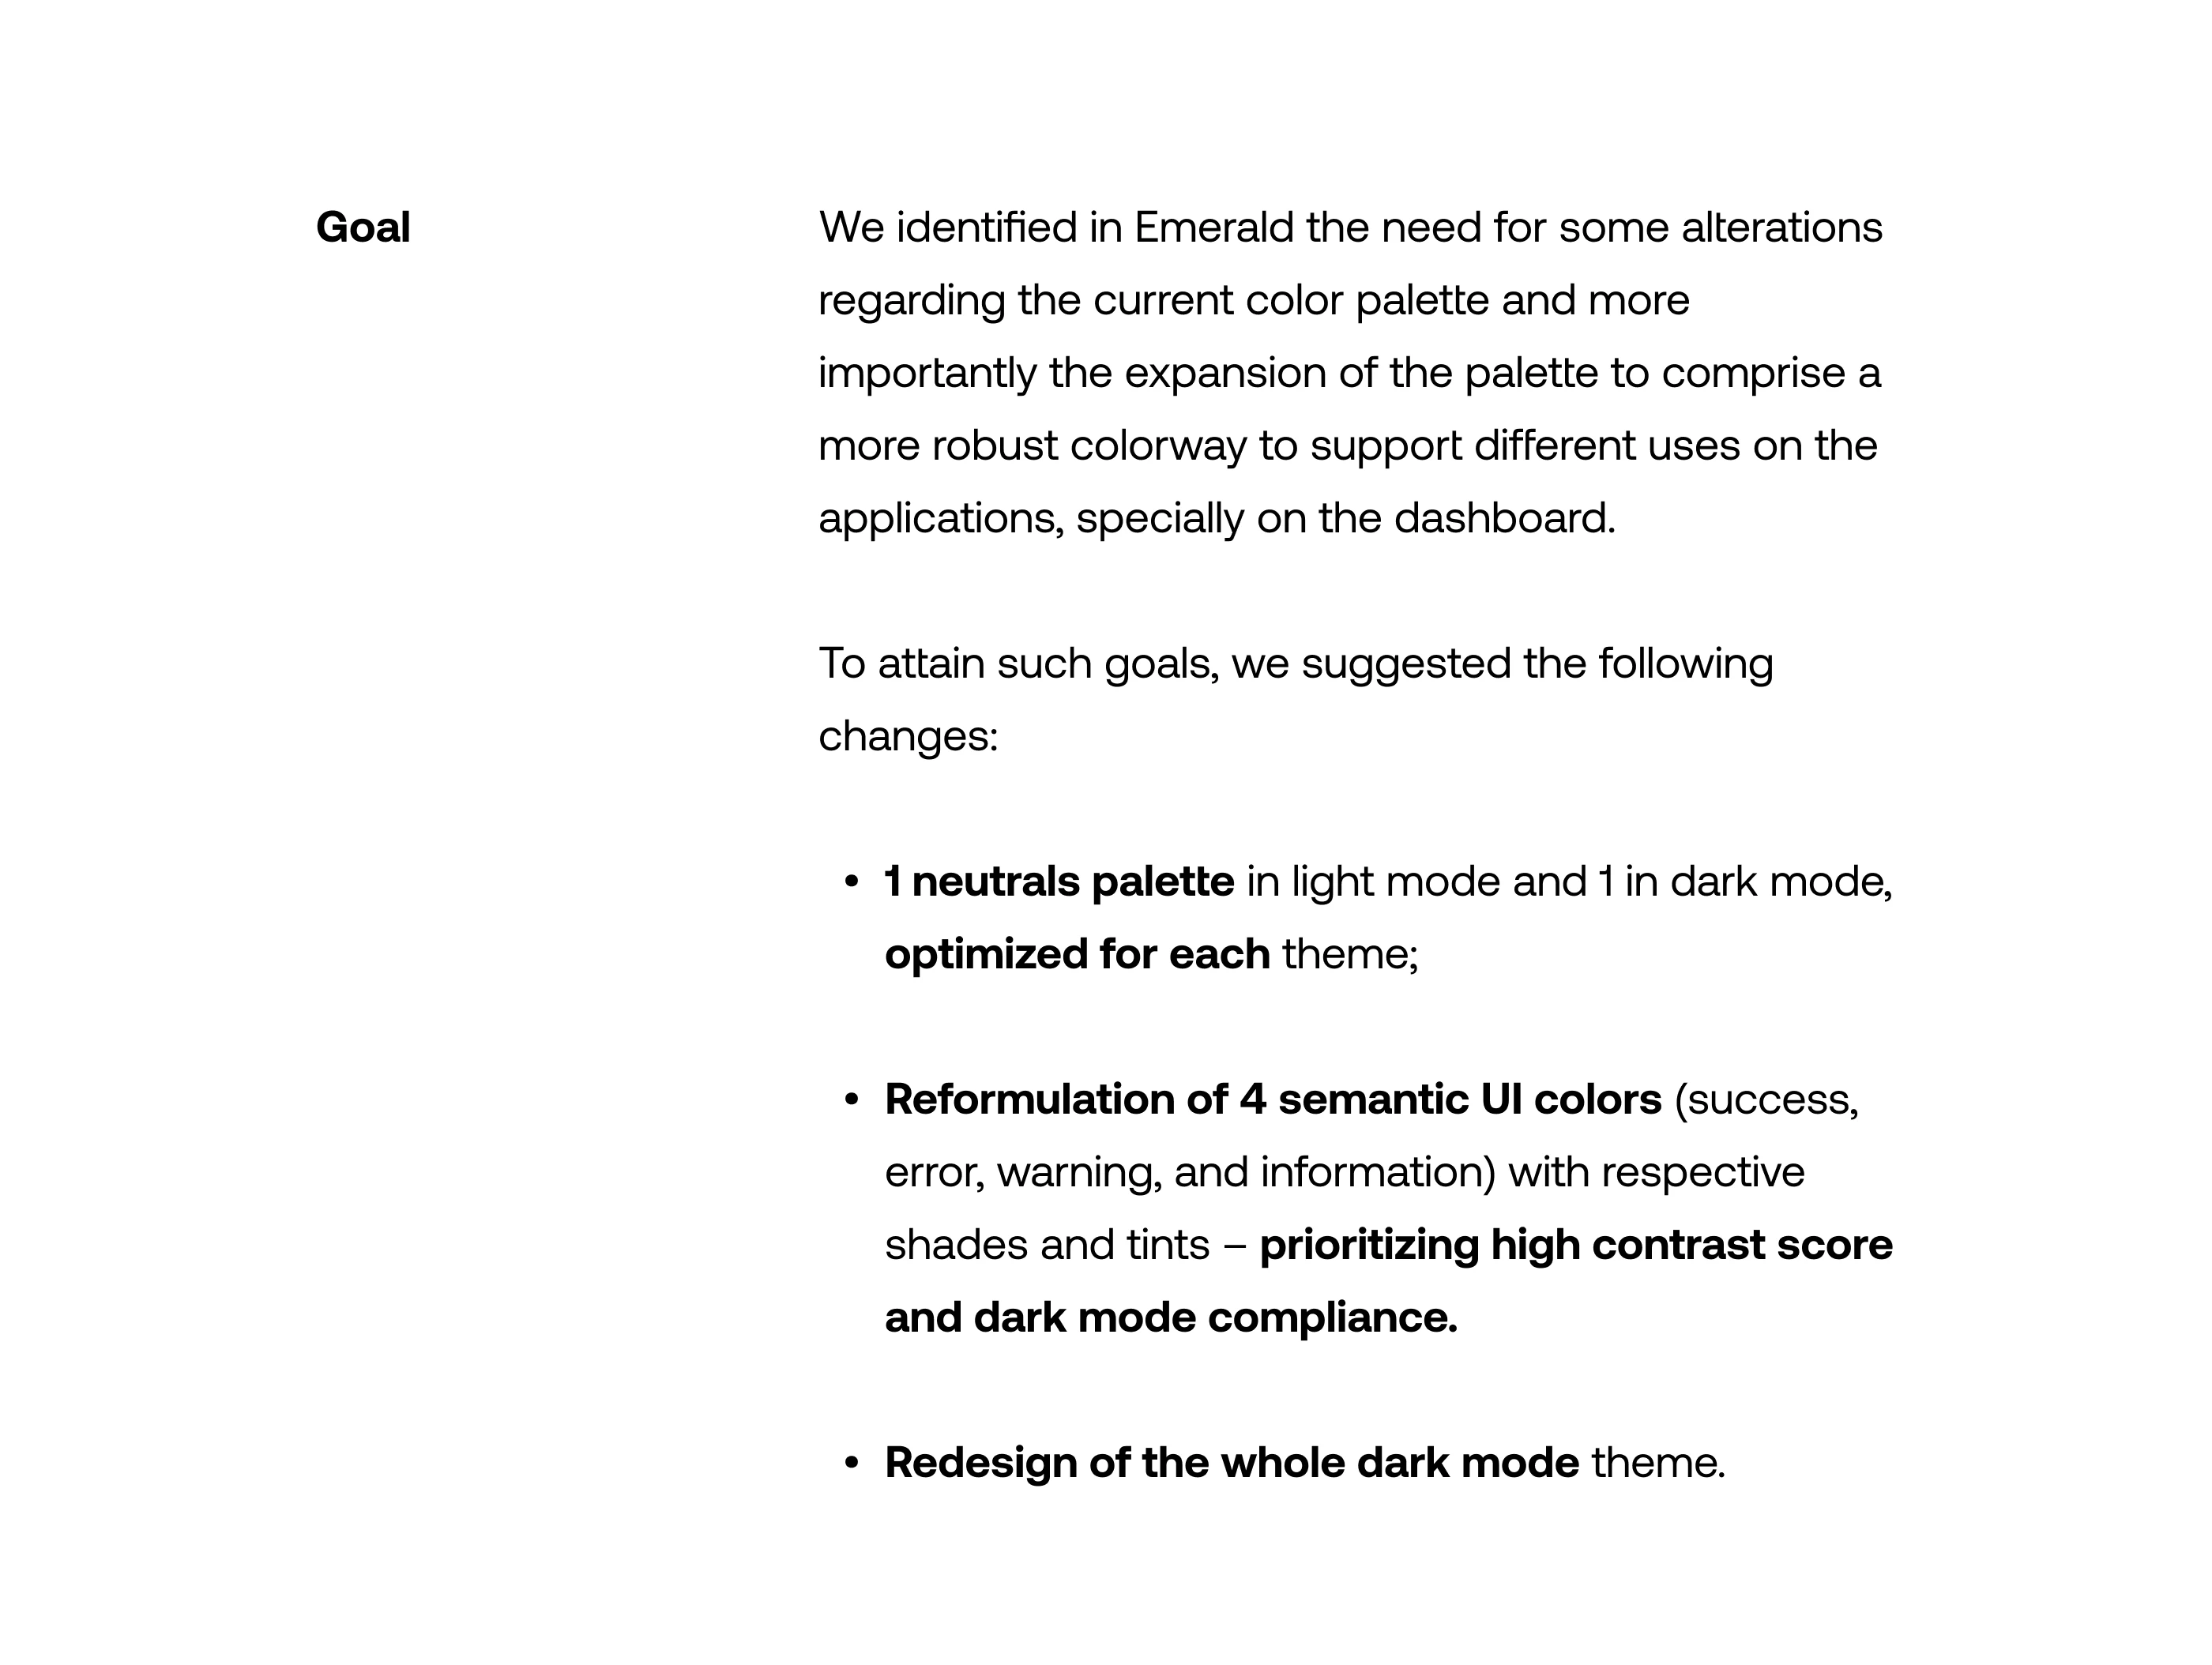 Goal
We identified in Emerald the need for some alterations
regarding the current color palette and more
importantly the expansion of the palette to comprise a
more robust colorway to support different uses on the
applications, specially on the dashboard.
To attain such goals, we suggested the following
changes:
• 1 neutrals palette in light mode and 1 in dark mode,
optimized for each theme;
• Reformulation of 4 semantic UI colors (success,
error, warning, and information) with respective
shades and tints – prioritizing high contrast score
and dark mode compliance.
• Redesign of the whole dark mode theme.